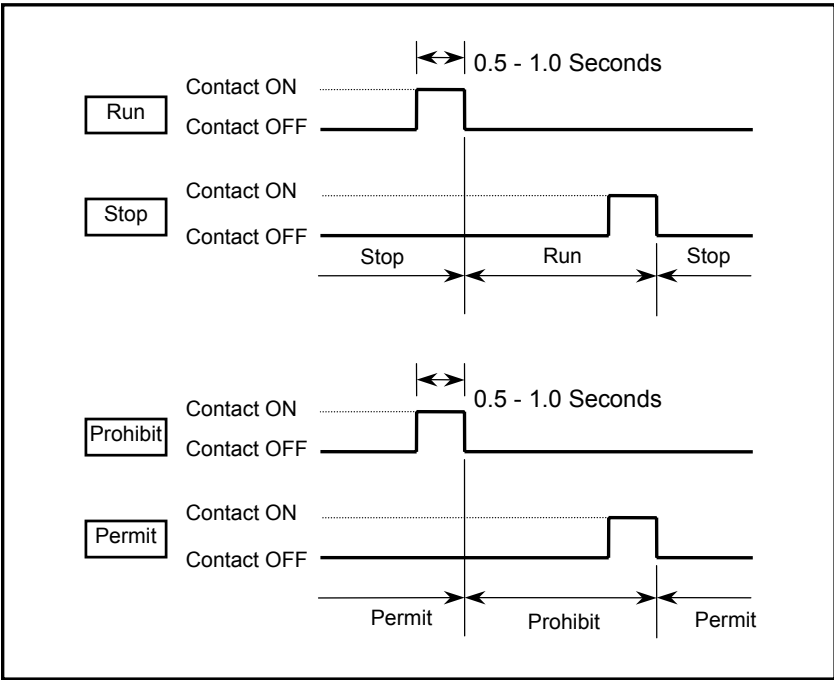 0.5 - 1.0 Seconds
Contact ON
Run
Contact OFF
Contact ON
Stop
Contact OFF
Stop Run Stop
0.5 - 1.0 Seconds
Contact ON
Prohibit
Contact OFF
Contact ON
Permit
Contact OFF
Permit Prohibit Permit